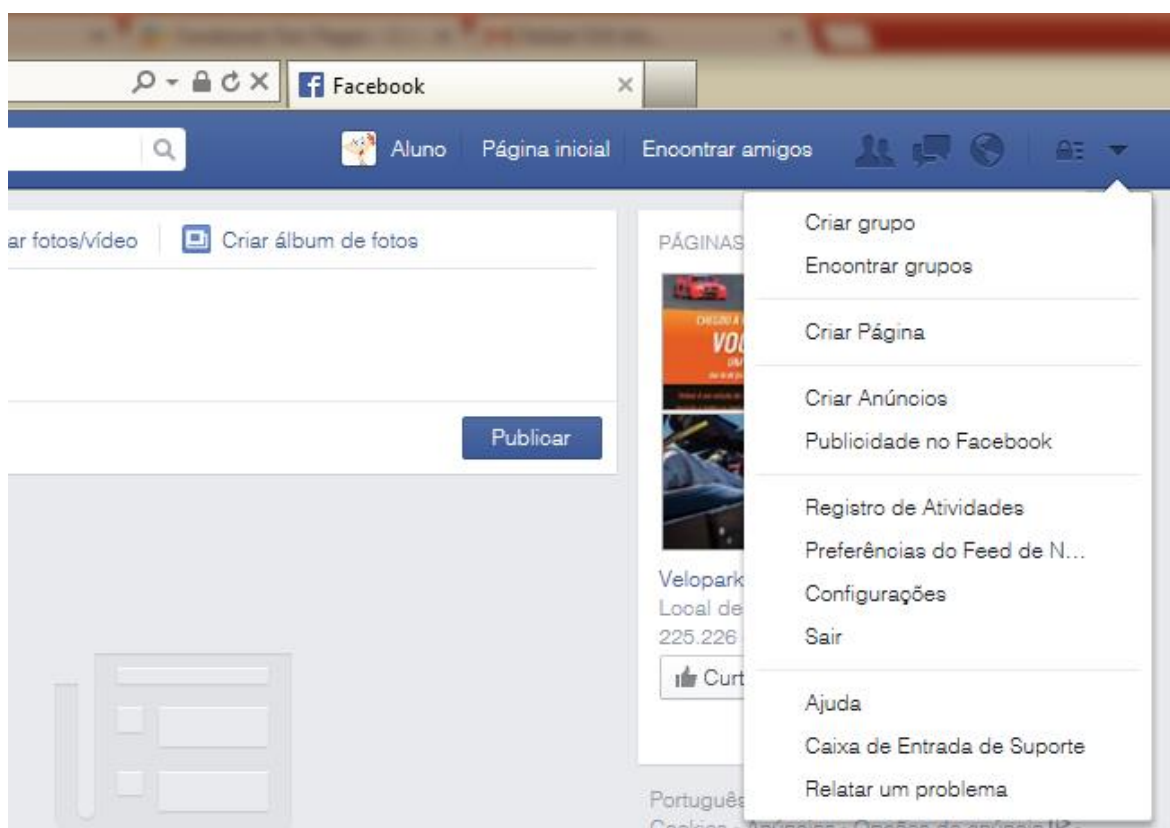 Facebook
Aluno
Página inicial
Encontrar amigos
ar fotos/vídeo
Criar álbum de fotos
Publicar
PÁGINAS
VOC
Velopark
Local de
225.226
Curt
Português
Criar grupo
Encontrar grupos
Criar Página
Criar Anúncios
Publicidade no Facebook
Registro de Atividades
Preferências do Feed de N...
Configurações
Sair
Ajuda
Caixa de Entrada de Suporte
Relatar um problema